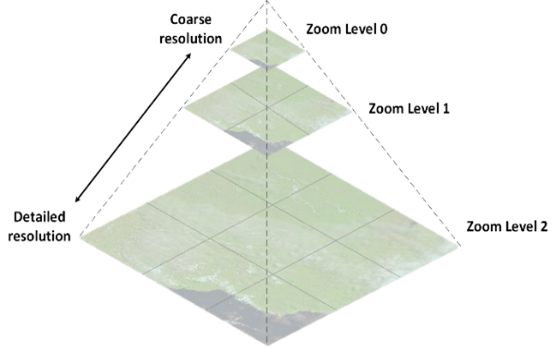 Coarse
resolution
Zoom Level 0
Zoom Level 1
Detailed
resolution
Zoom Level 2